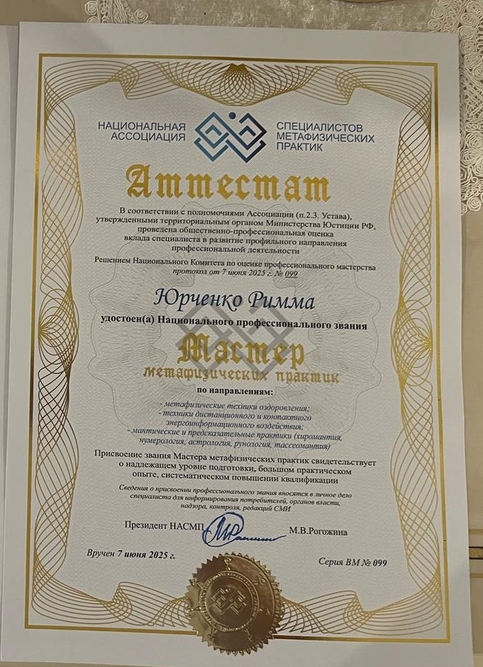 НАЦИОНАЛЬНАЯ
АССОЦИАЦИЯ
СПЕЦИАЛИСТОВ
МЕТАФИЗИЧЕСКИХ
ПРАКТИК
Аттестат
В соответствии с полномочиями Ассоциации (п.2.3. Устава),
утвержденными территориальным органом Министерства Юстиции РФ,
проведена общественно-профессиональная оценка
вклада специалиста в развитие профильного направления
профессиональной деятельности
Решением Национального Комитета по оценке профессионального мастерства
протокол от 7 июня 2025 г. № 099
Юрченко Римма
удостоен(а) Национального профессионального звания
Мастер
метафизических практик
по направлениям:
- метафизические техники оздоровления;
- техники дистанционного и контактного
энергоинформационного воздействия;
- мантические и предсказательные практики (хиромантия,
нумерология, астрология, рунология, тассеомантия)
Присвоение звания Мастера метафизических практик свидетельствует
о надлежащем уровне подготовки, большом практическом
опыте, систематическом повышении квалификации
Сведения о присвоении профессионального звания вносятся в личное дело
специалиста для информирования потребителей, органов власти,
надзора, контроля, редакций СМИ
Президент НАСМП
М.В.Рогожина
Вручен 7 июня 2025 г.
Серия ВМ № 099